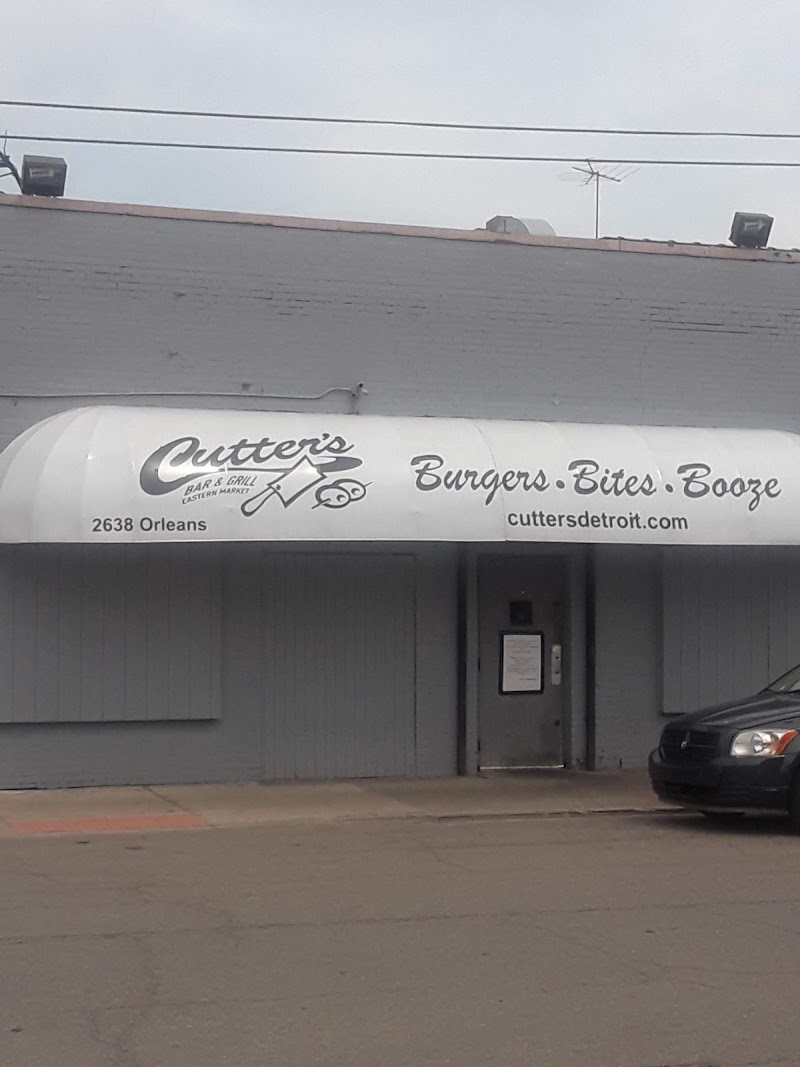 Cutter's
BAR & GRILL
EASTERN MARKET
2638 Orleans
Burgers • Bites • Booze
cuttersdetroit.com